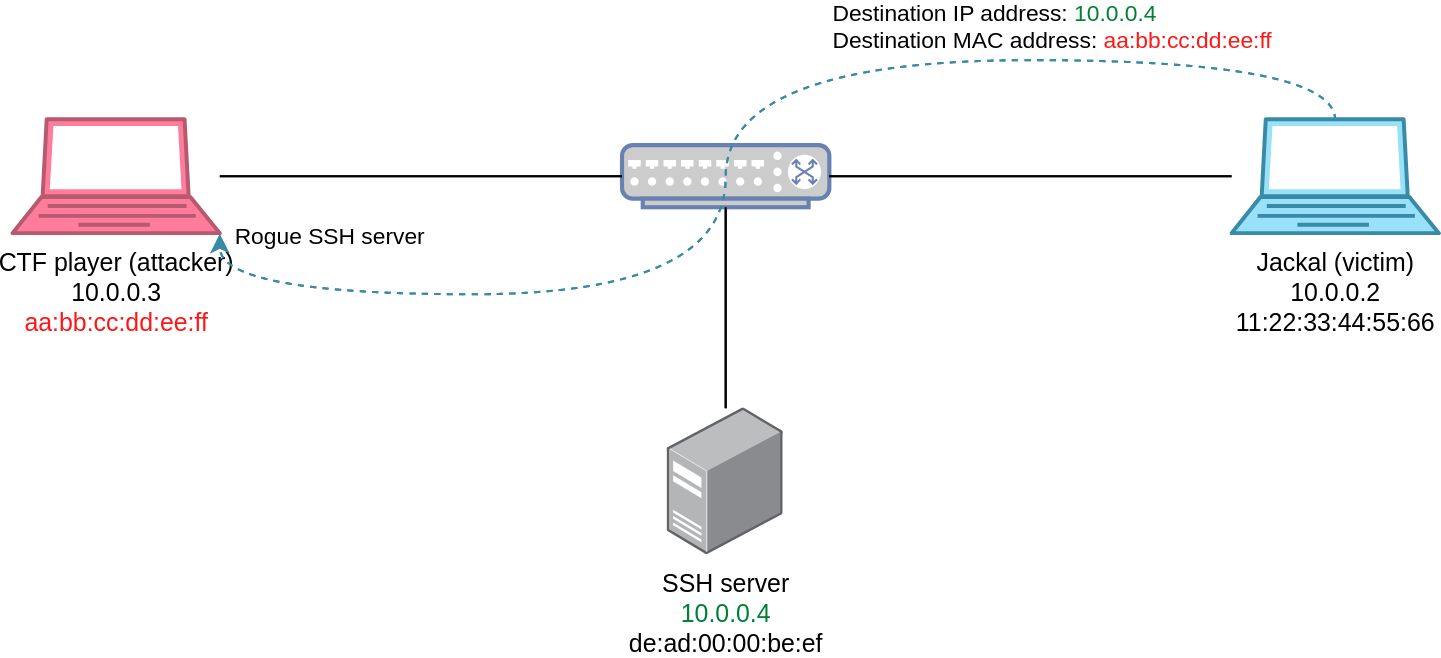 Destination IP address: 10.0.0.4
Destination MAC address: aa:bb:cc:dd:ee:ff
Rogue SSH server
CTF player (attacker)
10.0.0.3
aa:bb:cc:dd:ee:ff
Jackal (victim)
10.0.0.2
11:22:33:44:55:66
SSH server
10.0.0.4
de:ad:00:00:be:ef